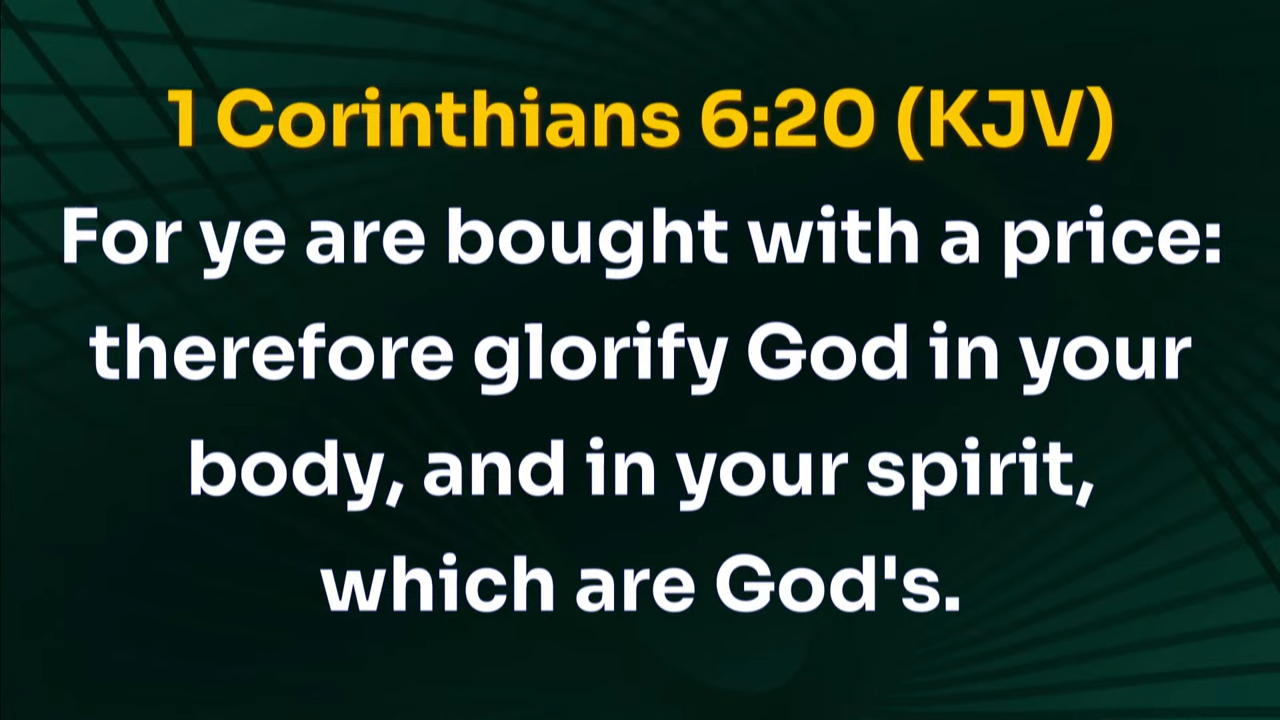 1 Corinthians 6:20 (KJV)
For ye are bought with a price:
therefore glorify God in your
body, and in your spirit,
which are God's.